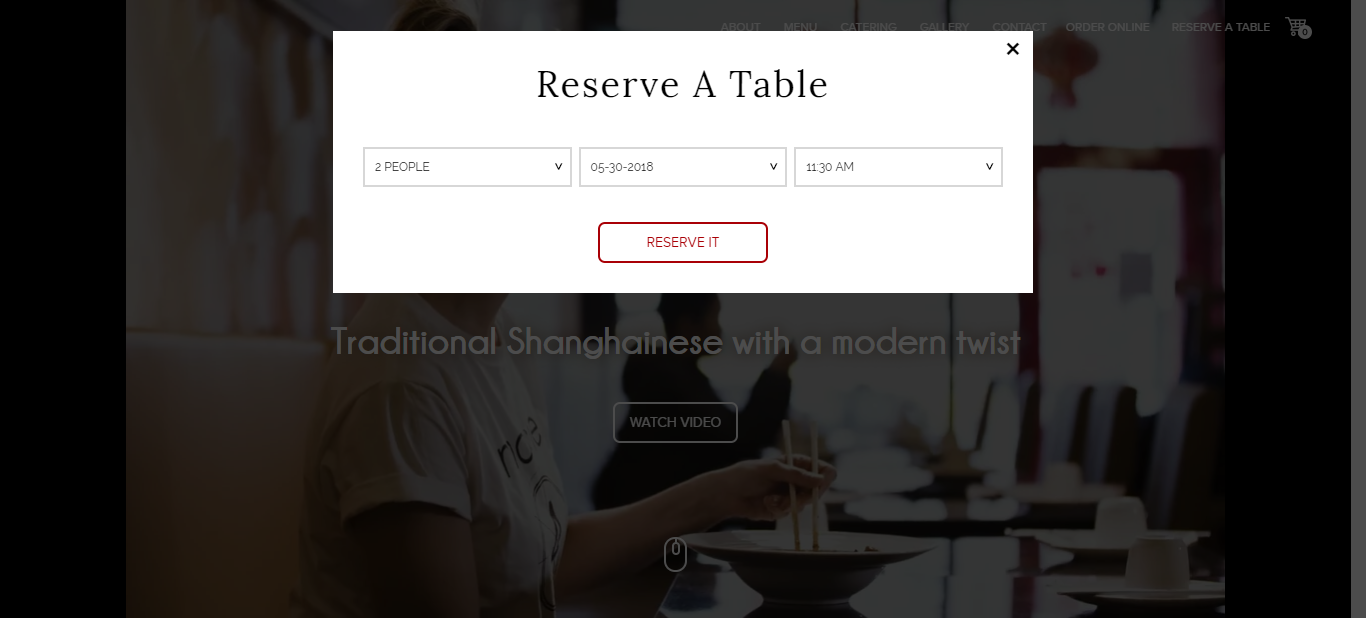 ABOUT MENU CATERING GALLERY CONTACT ORDER ONLINE RESERVE A TABLE 0
Reserve A Table
2 PEOPLE 05-30-2018 11:30 AM
RESERVE IT
Traditional Shanghainese with a modern twist
WATCH VIDEO